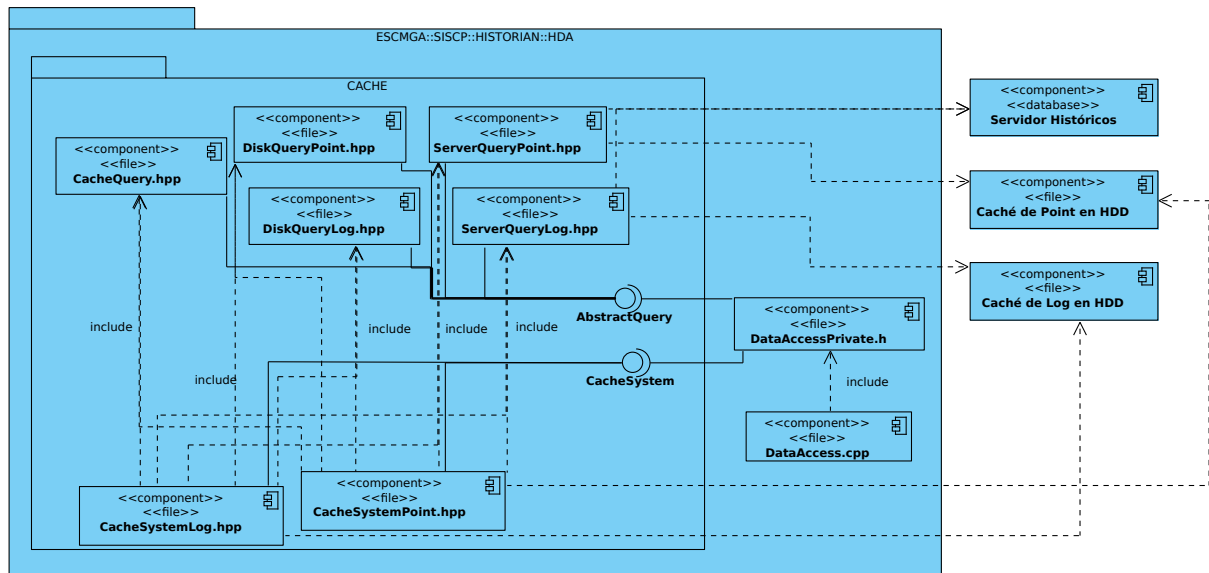 ESCMGA::SISCP::HISTORIAN::HDA
CACHE
<<component>>
<<file>>
CacheQuery.hpp
<<component>>
<<file>>
DiskQueryPoint.hpp
<<component>>
<<file>>
ServerQueryPoint.hpp
<<component>>
<<file>>
DiskQueryLog.hpp
<<component>>
<<file>>
ServerQueryLog.hpp
<<component>>
<<database>>
Servidor Históricos
<<component>>
<<file>>
Caché de Point en HDD
<<component>>
<<file>>
Caché de Log en HDD
AbstractQuery
<<component>>
<<file>>
DataAccessPrivate.h
include
include
include
include
CacheSystem
include
include
<<component>>
<<file>>
DataAccess.cpp
<<component>>
<<file>>
CacheSystemLog.hpp
<<component>>
<<file>>
CacheSystemPoint.hpp